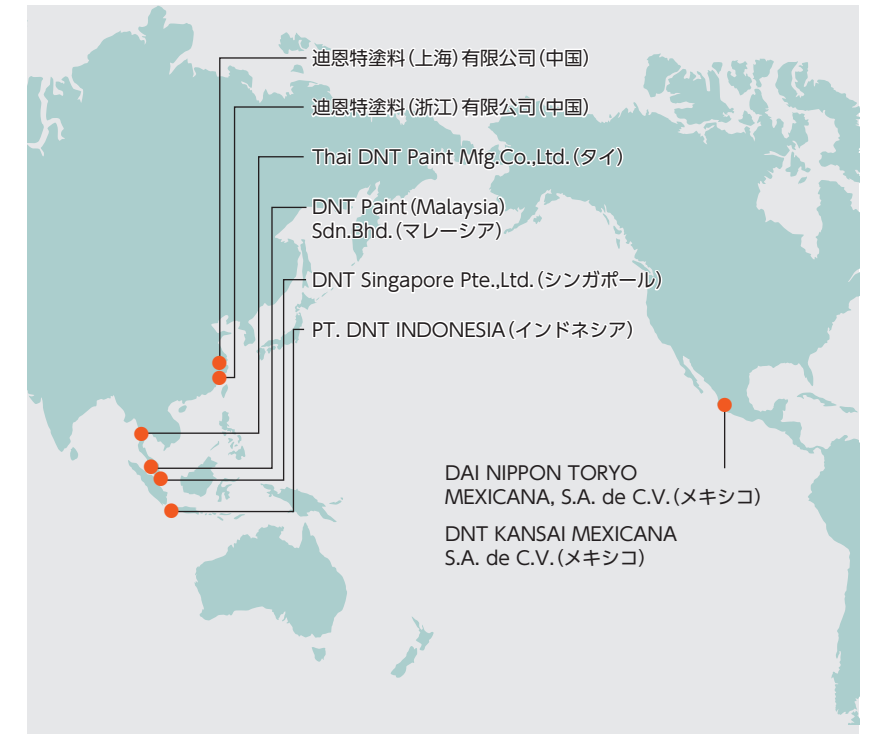 迪恩特塗料(上海)有限公司(中国)
迪恩特塗料(浙江)有限公司(中国)
Thai DNT Paint Mfg.Co.,Ltd.(タイ)
DNT Paint(Malaysia)
Sdn.Bhd.(マレーシア)
DNT Singapore Pte.,Ltd.(シンガポール)
PT. DNT INDONESIA(インドネシア)
DAI NIPPON TORYO
MEXICANA, S.A. de C.V.(メキシコ)
DNT KANSAI MEXICANA
S.A. de C.V.(メキシコ)